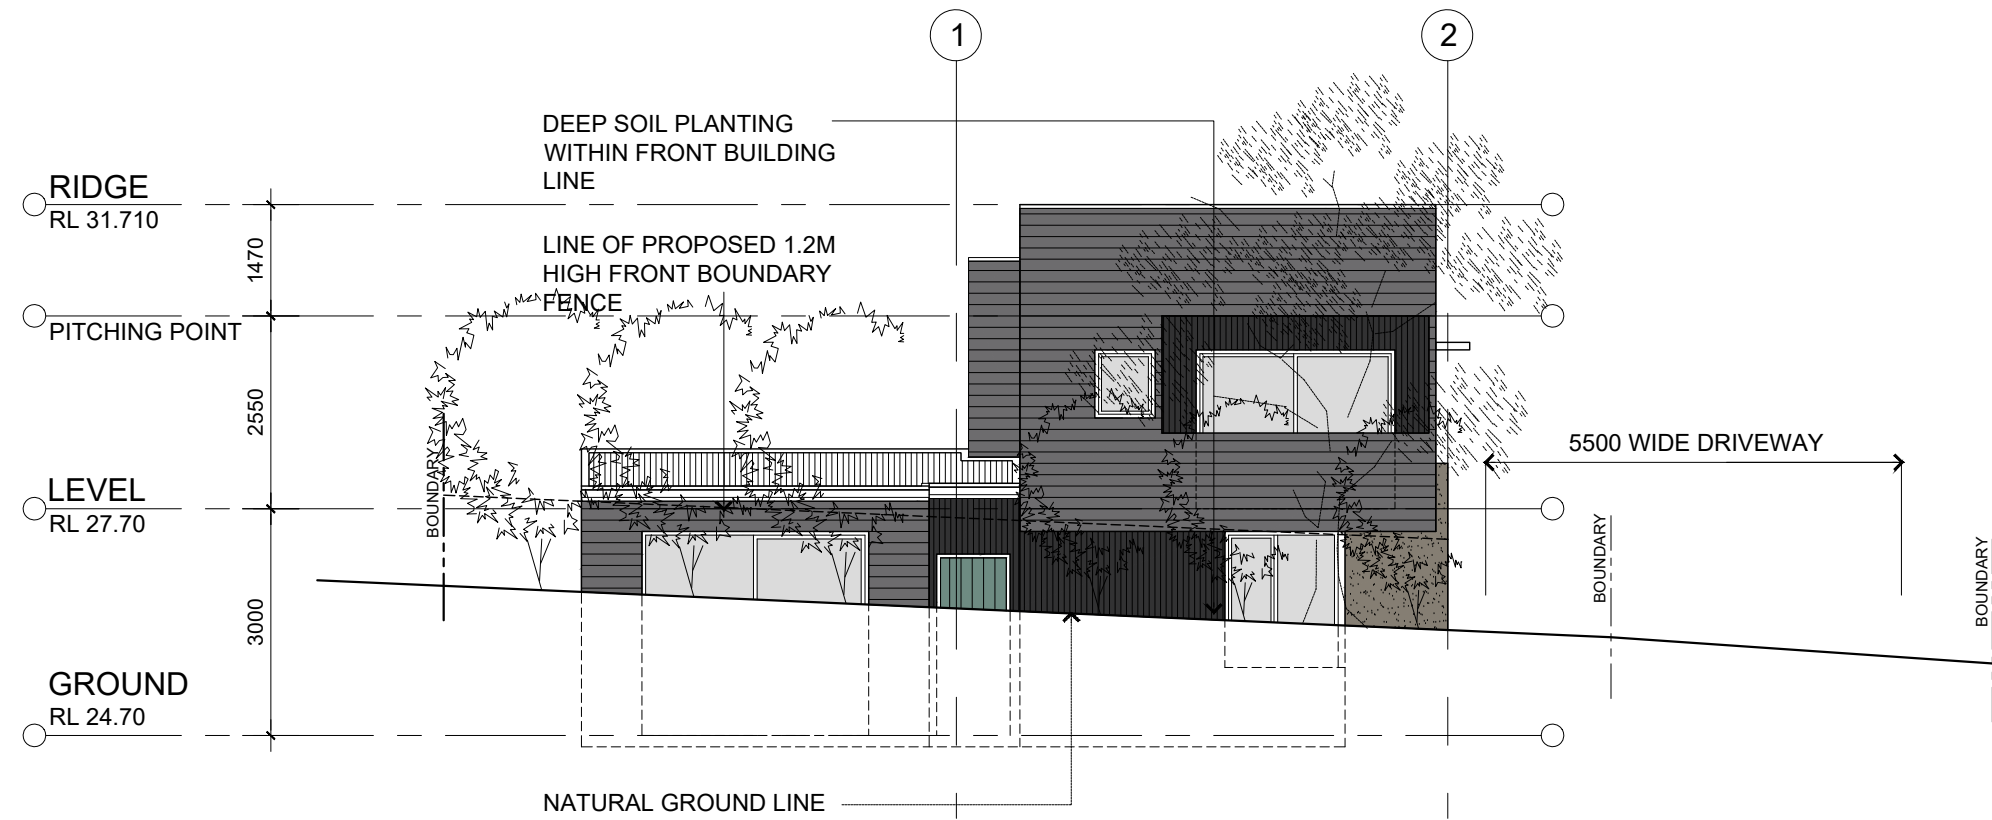 1
2
DEEP SOIL PLANTING
WITHIN FRONT BUILDING
LINE
RIDGE
RL 31.710
1470
LINE OF PROPOSED 1.2M
HIGH FRONT BOUNDARY
FENCE
PITCHING POINT
2550
5500 WIDE DRIVEWAY
LEVEL
RL 27.70
BOUNDARY
BOUNDARY
BOUNDARY
3000
GROUND
RL 24.70
NATURAL GROUND LINE